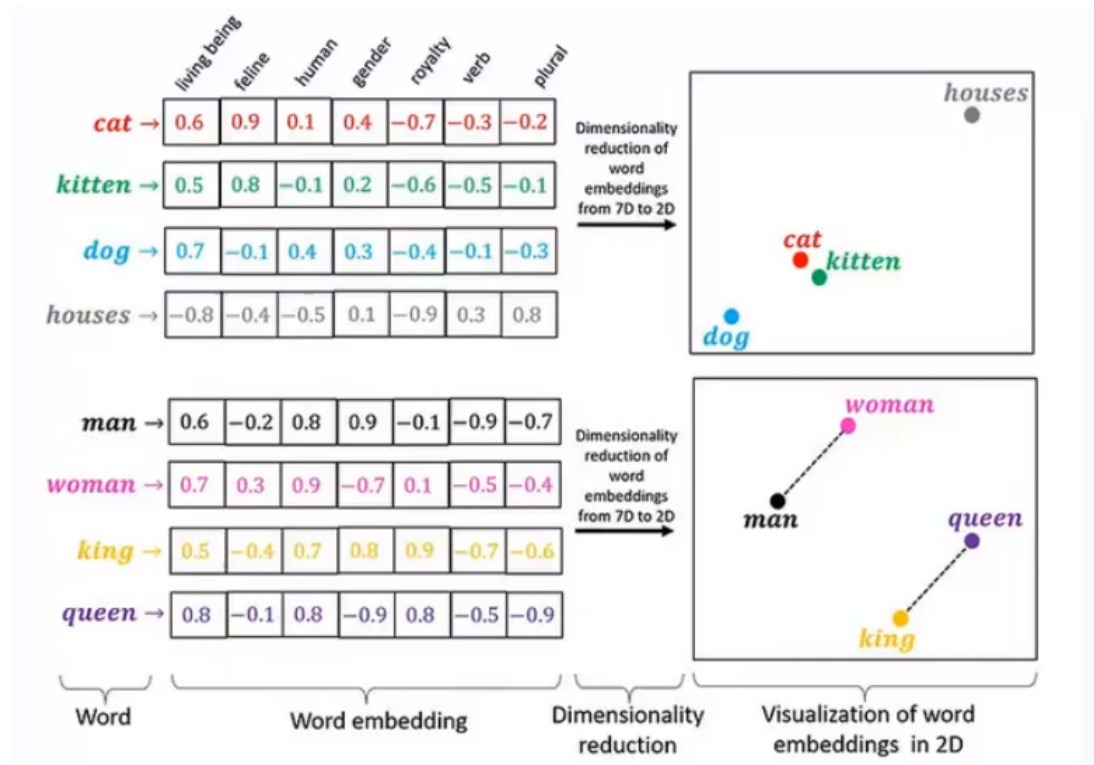 living being feline human gender royalty verb plural
cat → 0.6 0.9 0.1 0.4 −0.7 −0.3 −0.2
kitten → 0.5 0.8 −0.1 0.2 −0.6 −0.5 −0.1
dog → 0.7 −0.1 0.4 0.3 −0.4 −0.1 −0.3
houses → −0.8 −0.4 −0.5 0.1 −0.9 0.3 0.8
Dimensionality
reduction of
word
embeddings
from 7D to 2D
houses
cat
kitten
dog
man → 0.6 −0.2 0.8 0.9 −0.1 −0.9 −0.7
woman → 0.7 0.3 0.9 −0.7 0.1 −0.5 −0.4
king → 0.5 −0.4 0.7 0.8 0.9 −0.7 −0.6
queen → 0.8 −0.1 0.8 −0.9 0.8 −0.5 −0.9
Dimensionality
reduction of
word
embeddings
from 7D to 2D
woman
man
queen
king
Word
Word embedding
Dimensionality
reduction
Visualization of word
embeddings in 2D